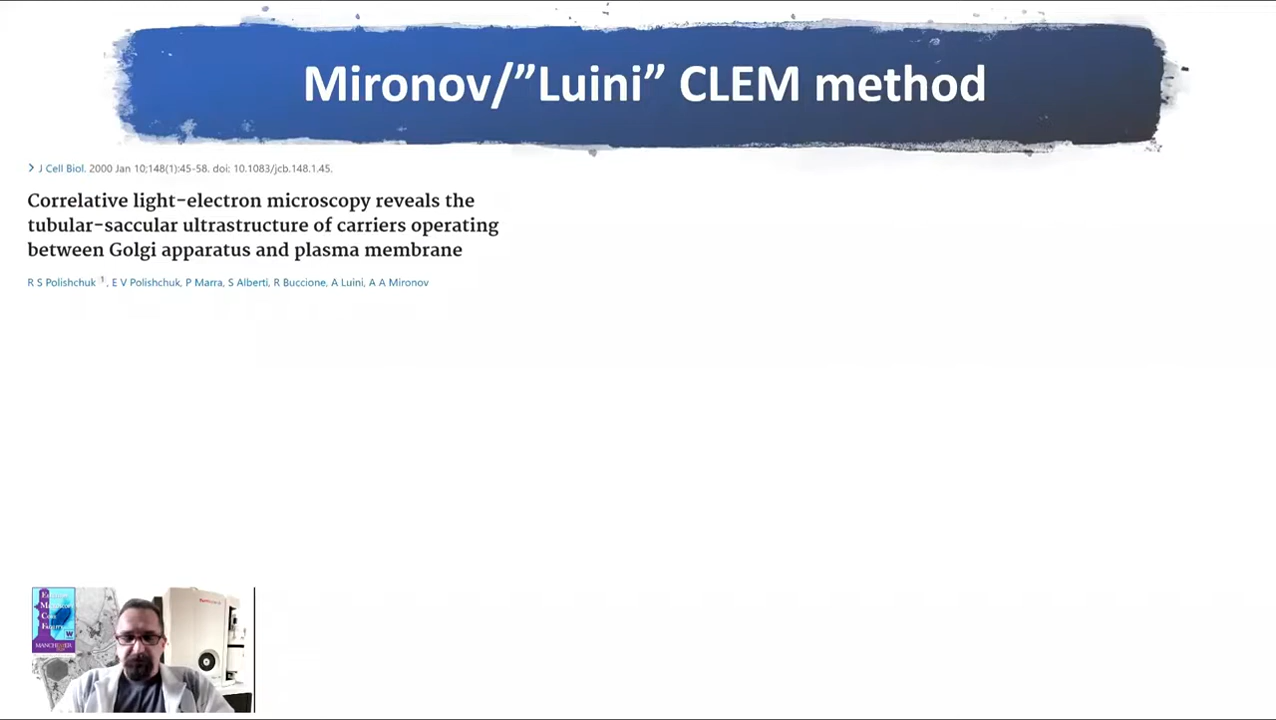 Mironov/”Luini” CLEM method
> J Cell Biol. 2000 Jan 10;148(1):45-58. doi: 10.1083/jcb.148.1.45.
Correlative light-electron microscopy reveals the
tubular-saccular ultrastructure of carriers operating
between Golgi apparatus and plasma membrane
R S Polishchuk 1, E V Polishchuk, P Marra, S Alberti, R Buccione, A Luini, A A Mironov
MANCHESTER